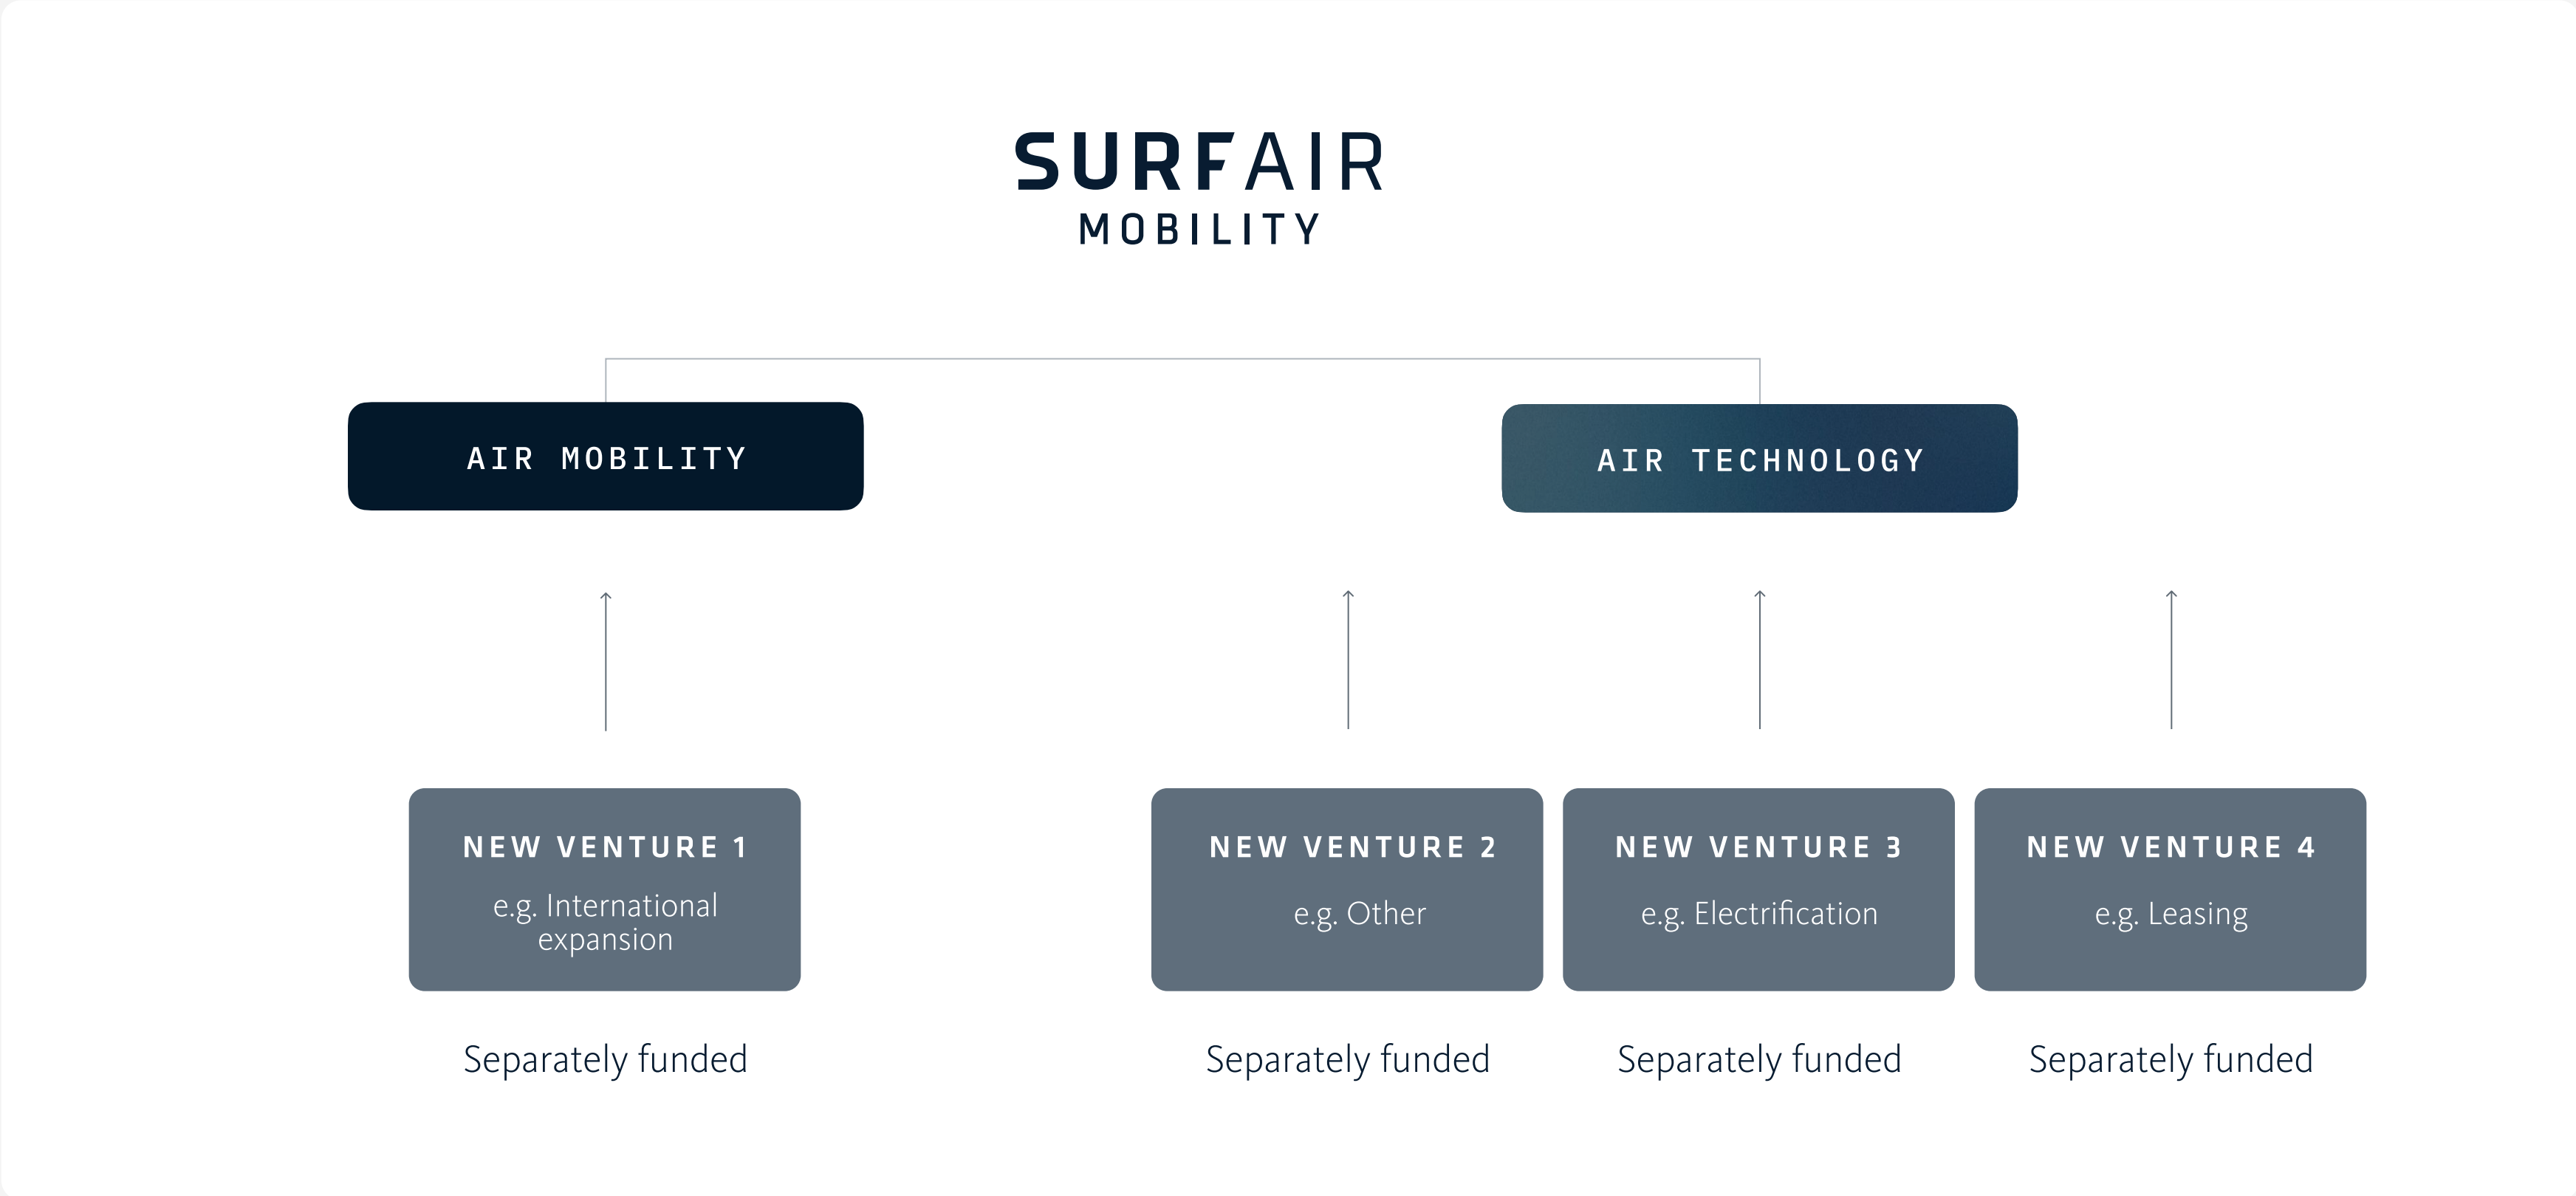 SURFAIR
MOBILITY
AIR MOBILITY
AIR TECHNOLOGY
NEW VENTURE 1
e.g. International
expansion
Separately funded
NEW VENTURE 2
e.g. Other
Separately funded
NEW VENTURE 3
e.g. Electrification
Separately funded
NEW VENTURE 4
e.g. Leasing
Separately funded